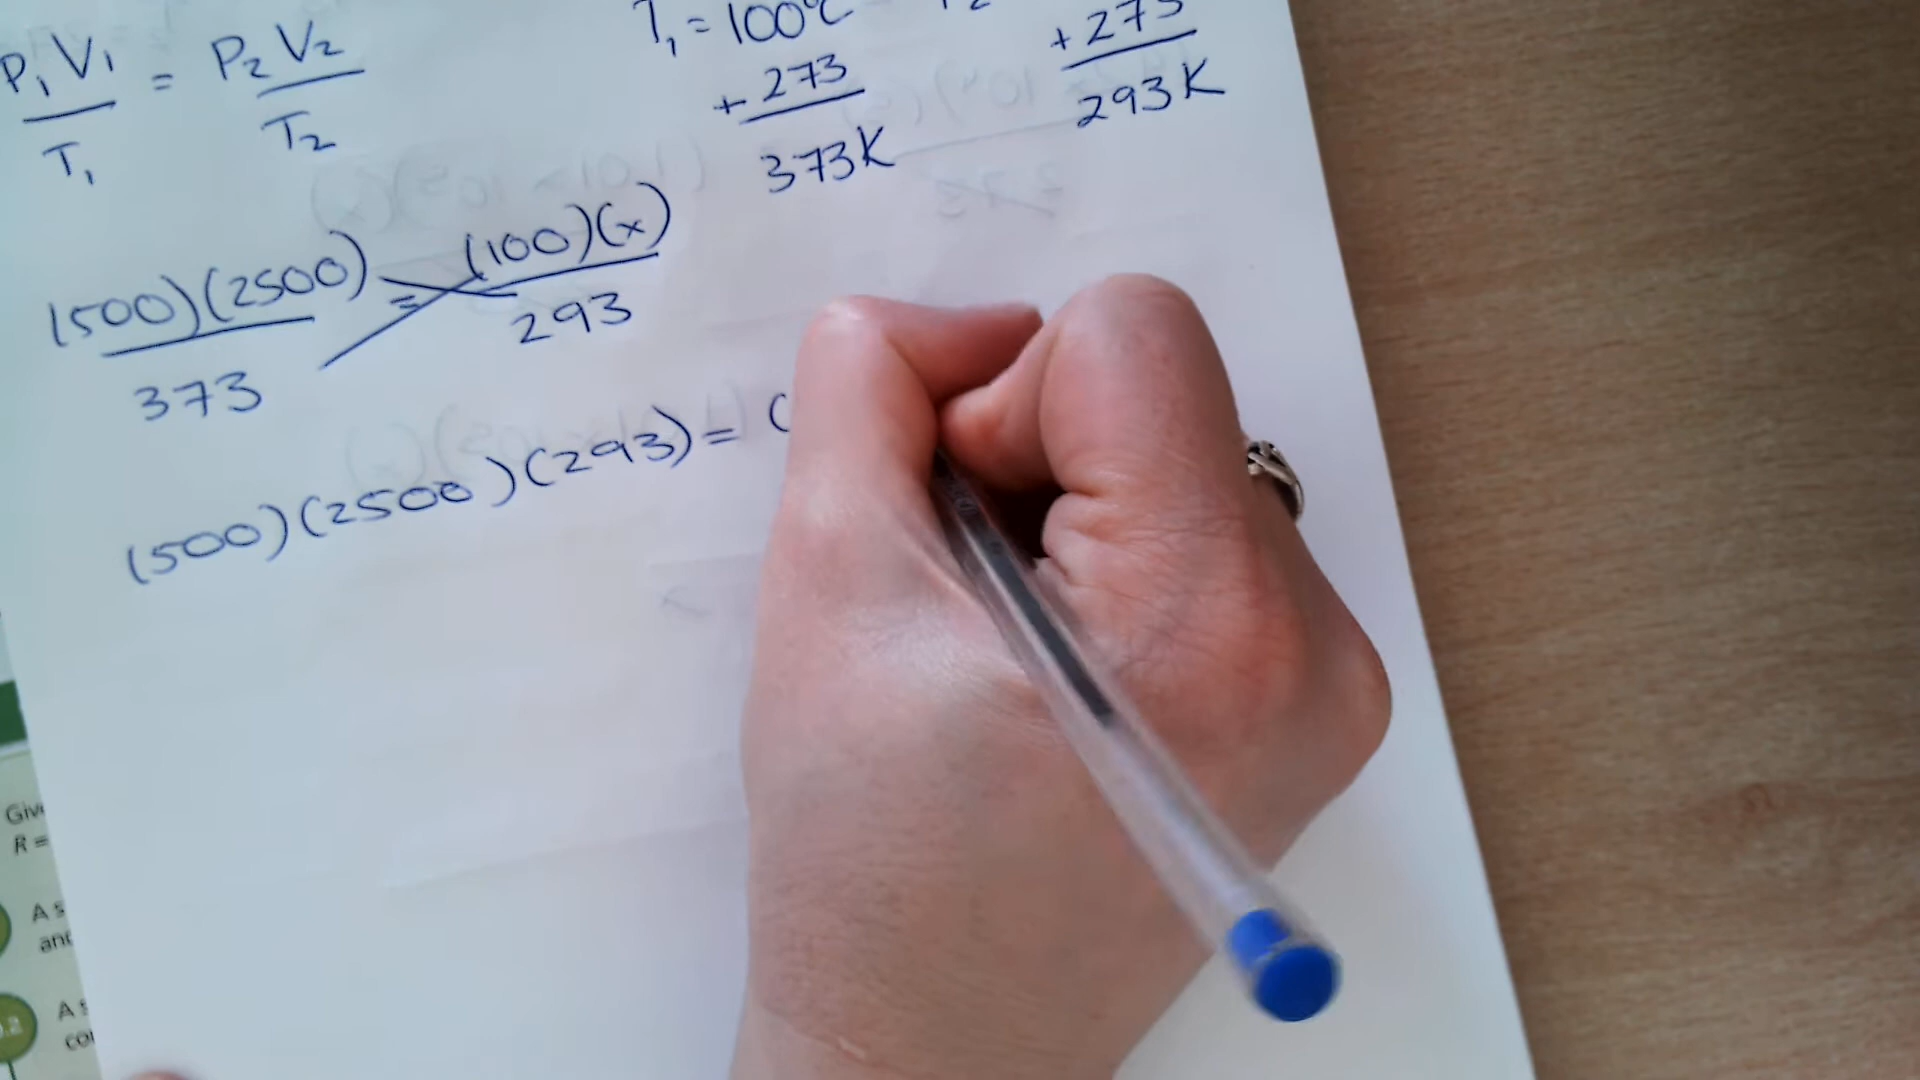 P₁V₁ / T₁ = P₂V₂ / T₂
T₁ = 100°C
+ 273
373K
+ 273
293K
(500)(2500) / 373 = (100)(x) / 293
(500)(2500)(293) = (
R =